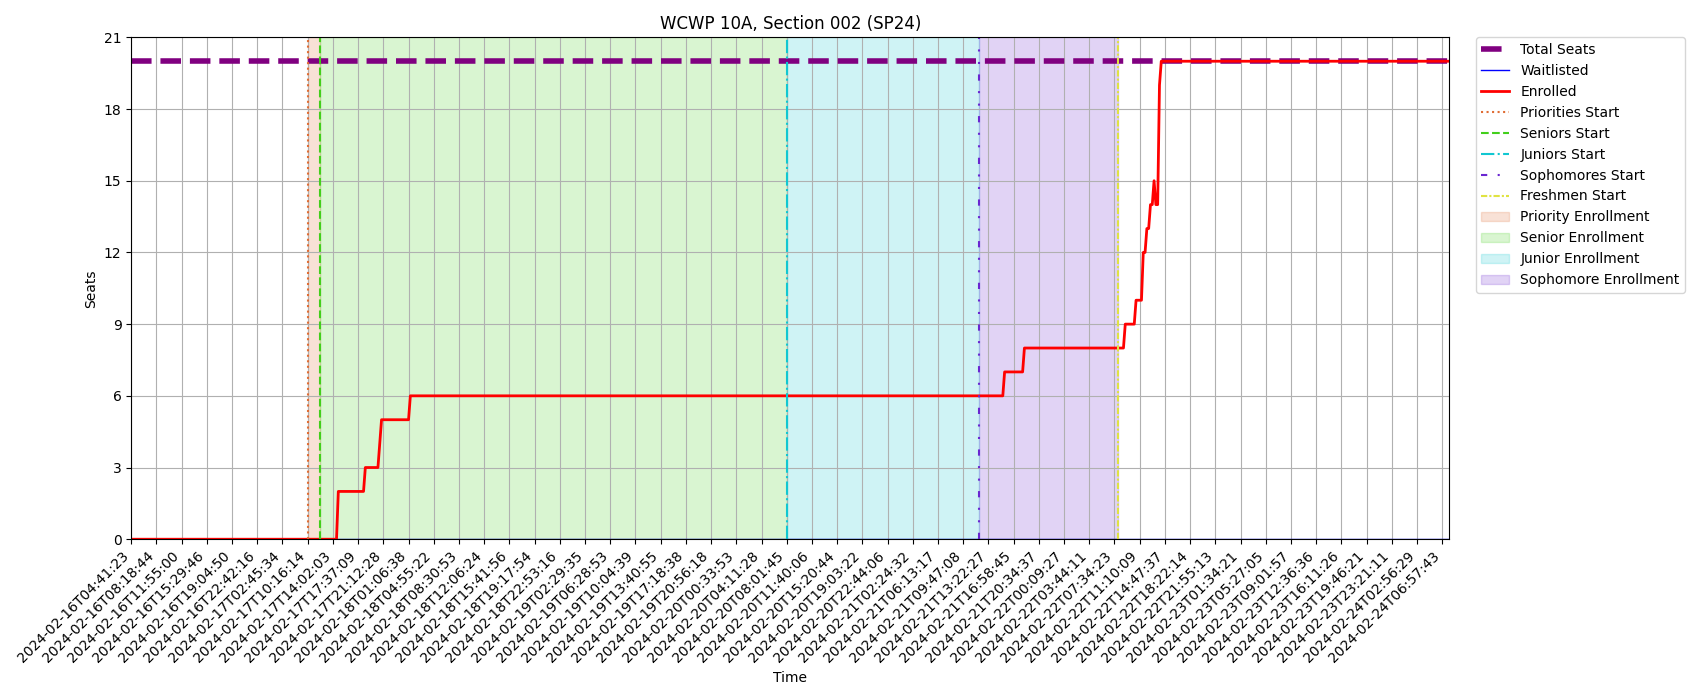 WCWP 10A, Section 002 (SP24)
21
18
15
12
9
6
3
0
Seats
Total Seats
Waitlisted
Enrolled
Priorities Start
Seniors Start
Juniors Start
Sophomores Start
Freshmen Start
Priority Enrollment
Senior Enrollment
Junior Enrollment
Sophomore Enrollment
2024-02-16T04:41:23
2024-02-16T08:18:44
2024-02-16T11:55:00
2024-02-16T15:29:46
2024-02-16T19:04:50
2024-02-16T22:42:16
2024-02-17T02:45:34
2024-02-17T10:16:14
2024-02-17T14:02:03
2024-02-17T17:37:09
2024-02-17T21:12:28
2024-02-18T01:06:38
2024-02-18T04:55:22
2024-02-18T08:30:53
2024-02-18T12:06:24
2024-02-18T15:41:56
2024-02-18T19:17:54
2024-02-18T22:53:16
2024-02-19T02:29:35
2024-02-19T06:28:53
2024-02-19T10:04:39
2024-02-19T13:40:55
2024-02-19T17:18:38
2024-02-19T20:56:18
2024-02-20T00:33:53
2024-02-20T04:11:28
2024-02-20T08:01:45
2024-02-20T11:40:06
2024-02-20T15:20:44
2024-02-20T19:03:22
2024-02-20T22:44:06
2024-02-21T02:24:32
2024-02-21T06:13:17
2024-02-21T09:47:08
2024-02-21T13:22:27
2024-02-21T16:58:45
2024-02-21T20:34:37
2024-02-22T00:09:27
2024-02-22T03:44:11
2024-02-22T07:34:23
2024-02-22T11:10:09
2024-02-22T14:47:37
2024-02-22T18:22:14
2024-02-22T21:55:13
2024-02-23T01:34:21
2024-02-23T05:27:05
2024-02-23T09:01:57
2024-02-23T12:36:36
2024-02-23T16:11:26
2024-02-23T19:46:21
2024-02-23T23:21:11
2024-02-24T02:56:29
2024-02-24T06:57:43
Time